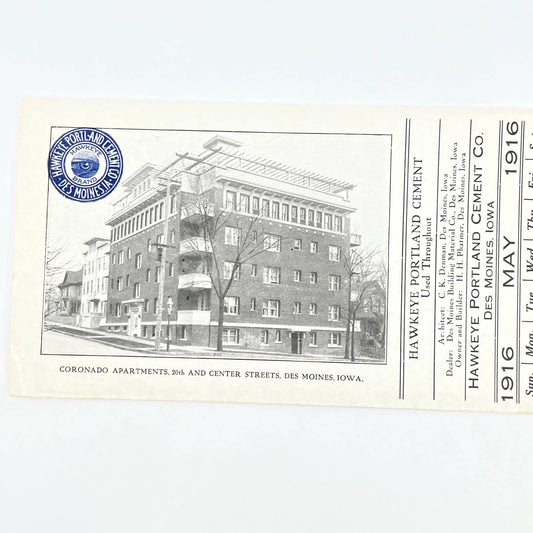 HAWKEYE PORTLAND CEMENT CO.
DES MOINES, IA.
HAWKEYE
BRAND
CORONADO APARTMENTS, 20th AND CENTER STREETS, DES MOINES, IOWA.
HAWKEYE PORTLAND CEMENT
Used Throughout
Architect: C. K. Denman, Des Moines, Iowa
Dealer: Des Moines Building Material Co., Des Moines, Iowa
Owner and Builder: H. H. Pharmer, Des Moines, Iowa
HAWKEYE PORTLAND CEMENT CO.
DES MOINES, IOWA
1916 MAY 1916
Sun. Mon. Tue. Wed. Thu. Fri.